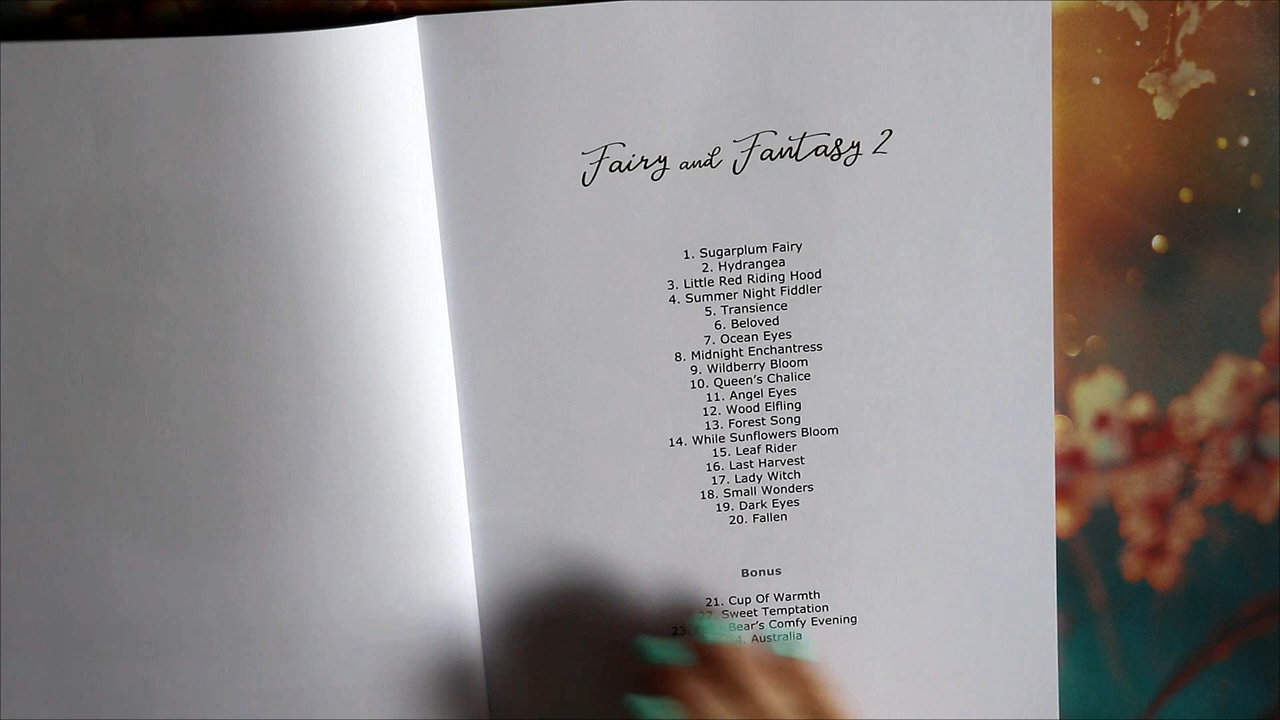 Fairy and Fantasy 2
1. Sugarplum Fairy
2. Hydrangea
3. Little Red Riding Hood
4. Summer Night Fiddler
5. Transience
6. Beloved
7. Ocean Eyes
8. Midnight Enchantress
9. Wildberry Bloom
10. Queen's Chalice
11. Angel Eyes
12. Wood Elfling
13. Forest Song
14. While Sunflowers Bloom
15. Leaf Rider
16. Last Harvest
17. Lady Witch
18. Small Wonders
19. Dark Eyes
20. Fallen
Bonus
21. Cup Of Warmth
Sweet Temptation
Bear's Comfy Evening
Australia